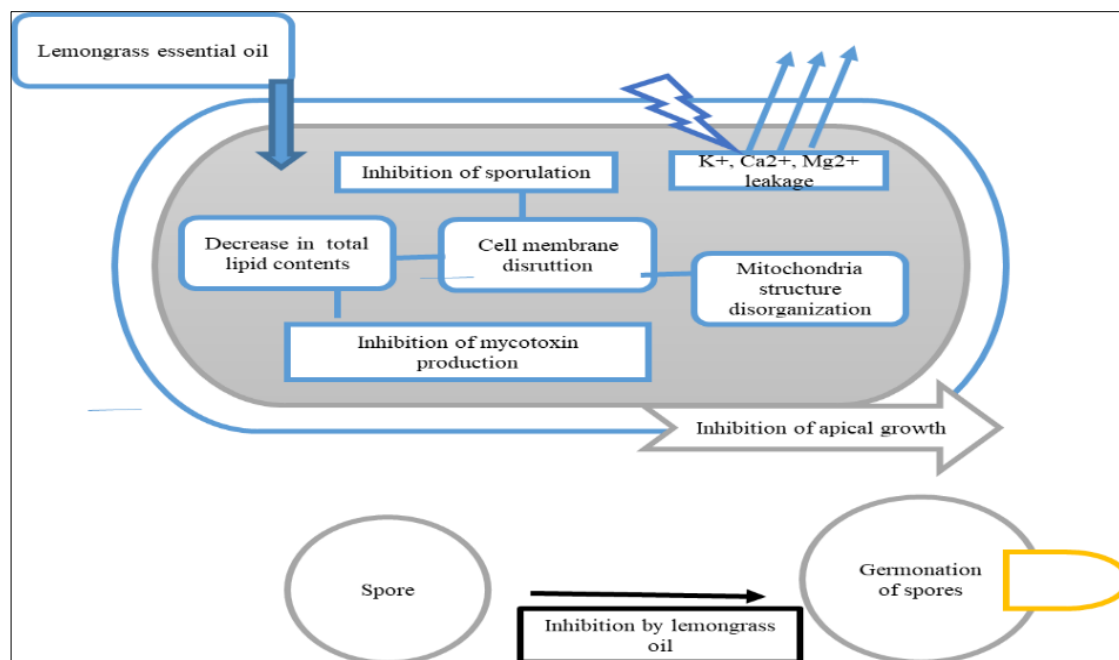 Lemongrass essential oil
K+, Ca2+, Mg2+
leakage
Inhibition of sporulation
Decrease in total
lipid contents
Cell membrane
disruttion
Mitochondria
structure
disorganization
Inhibition of mycotoxin
production
Inhibition of apical growth
Spore
Inhibition by lemongrass
oil
Germonation
of spores